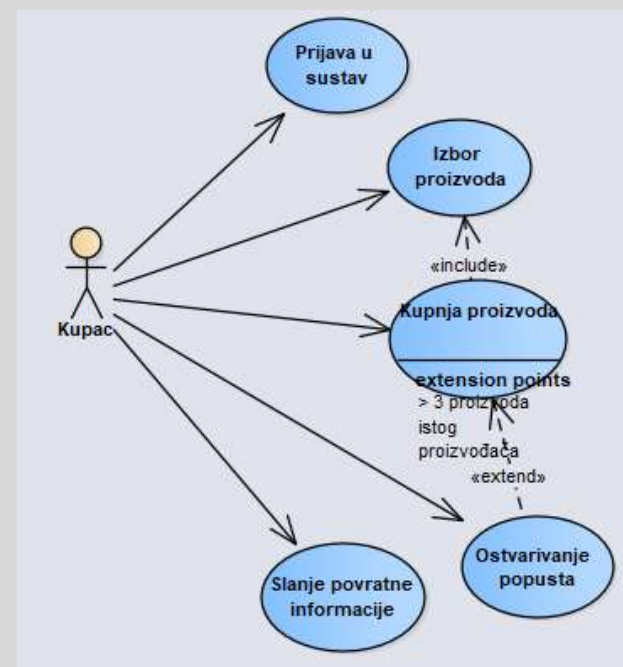 Prijava u
sustav
Izbor
proizvoda
«include»
Kupac
Kupnja proizvoda
extension points
> 3 proizvoda
istog
proizvođača
«extend»
Ostvarivanje
popusta
Slanje povratne
informacije